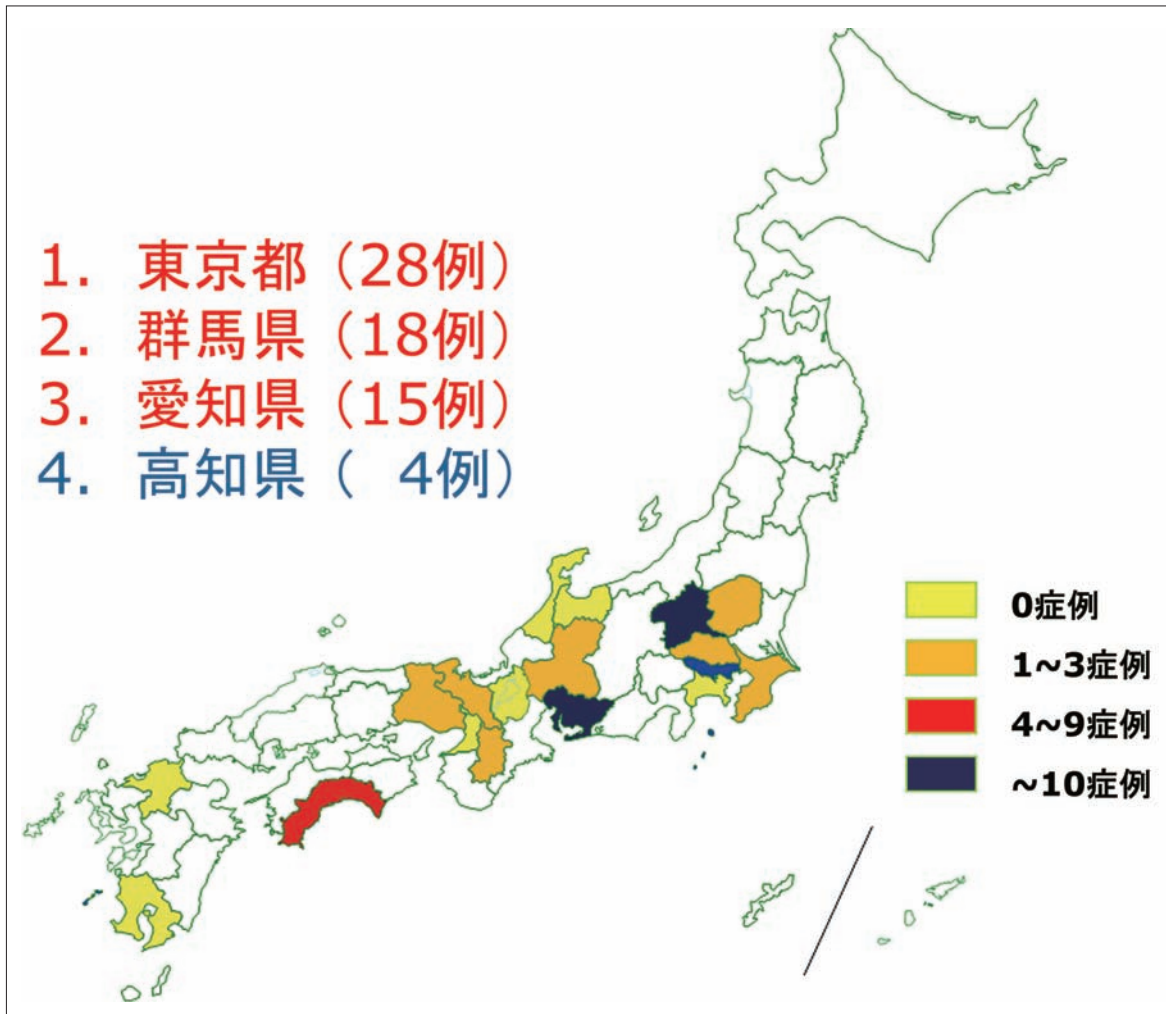 1. 東京都（28例）
2. 群馬県（18例）
3. 愛知県（15例）
4. 高知県（ 4例）
0症例
1~3症例
4~9症例
~10症例